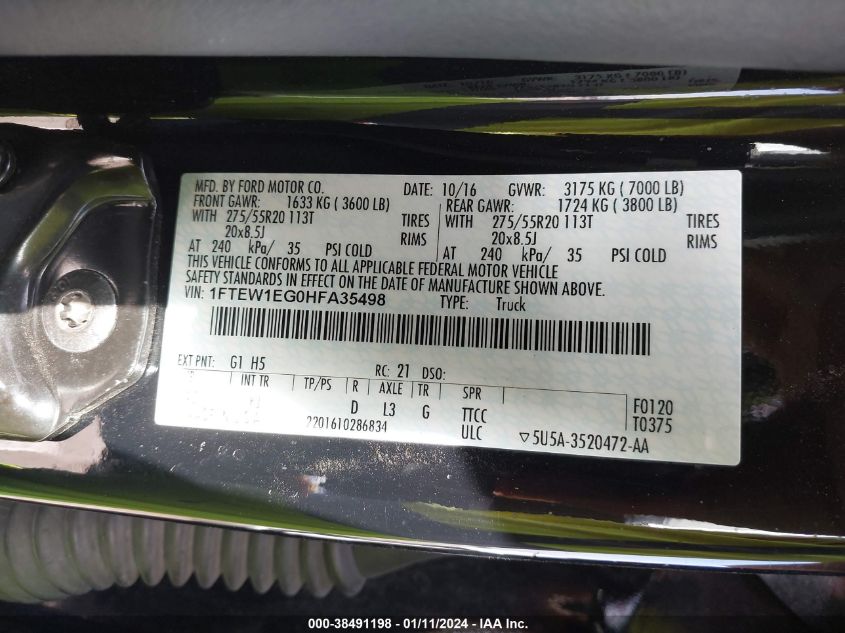 3175 KG ( 7000 LB)
MFD. BY FORD MOTOR CO. DATE: 10/16 GVWR: 3175 KG ( 7000 LB)
FRONT GAWR: 1633 KG ( 3600 LB) REAR GAWR: 1724 KG ( 3800 LB)
WITH 275/55R20 113T TIRES WITH 275/55R20 113T TIRES
20x8.5J RIMS 20x8.5J RIMS
AT 240 kPa/ 35 PSI COLD AT 240 kPa/ 35 PSI COLD
THIS VEHICLE CONFORMS TO ALL APPLICABLE FEDERAL MOTOR VEHICLE
SAFETY STANDARDS IN EFFECT ON THE DATE OF MANUFACTURE SHOWN ABOVE.
VIN: 1FTEW1EG0HFA35498 TYPE: Truck
EXT PNT: G1 H5 RC: 21 DSO:
INT TR TP/PS R AXLE TR SPR F0120
D L3 G TTCC T0375
2201610286834 ULC ▽5U5A-3520472-AA
000-38491198 - 01/11/2024 - IAA Inc.